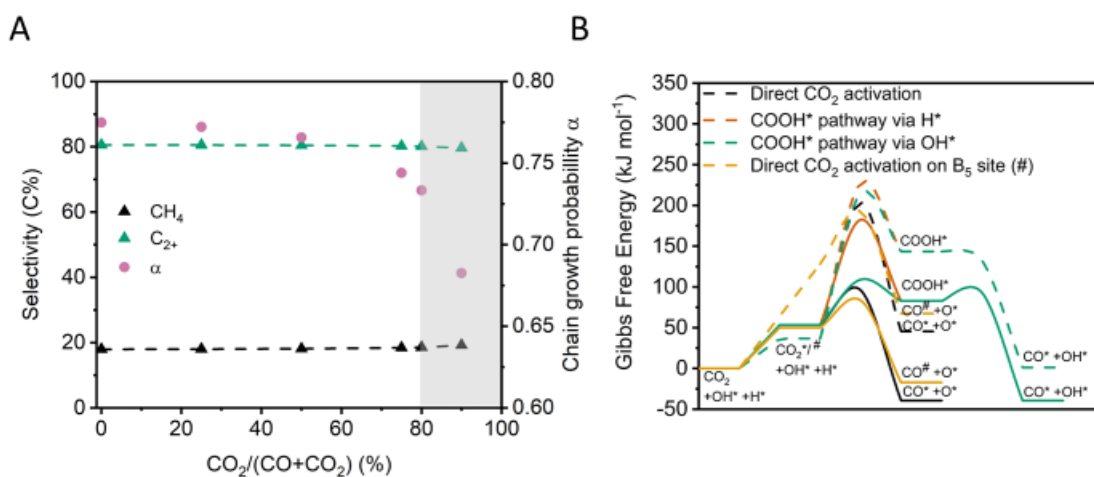 A
100
80
60
40
20
0
Selectivity (C%)
CH₄
C₂₊
α
0.80
0.75
0.70
0.65
0.60
Chain growth probabillity α
0 20 40 60 80 100
CO₂/(CO+CO₂) (%)
B
350
300
250
200
150
100
50
0
-50
Gibbs Free Energy (kJ mol⁻¹)
Direct CO₂ activation
COOH* pathway via H*
COOH* pathway via OH*
Direct CO₂ activation on B₅ site (#)
COOH*
COOH*
CO# +O*
CO* +O*
CO₂*/#
+OH* +H*
CO₂
+OH* +H*
CO# +O*
CO* +O*
CO* +OH*
CO* +OH*